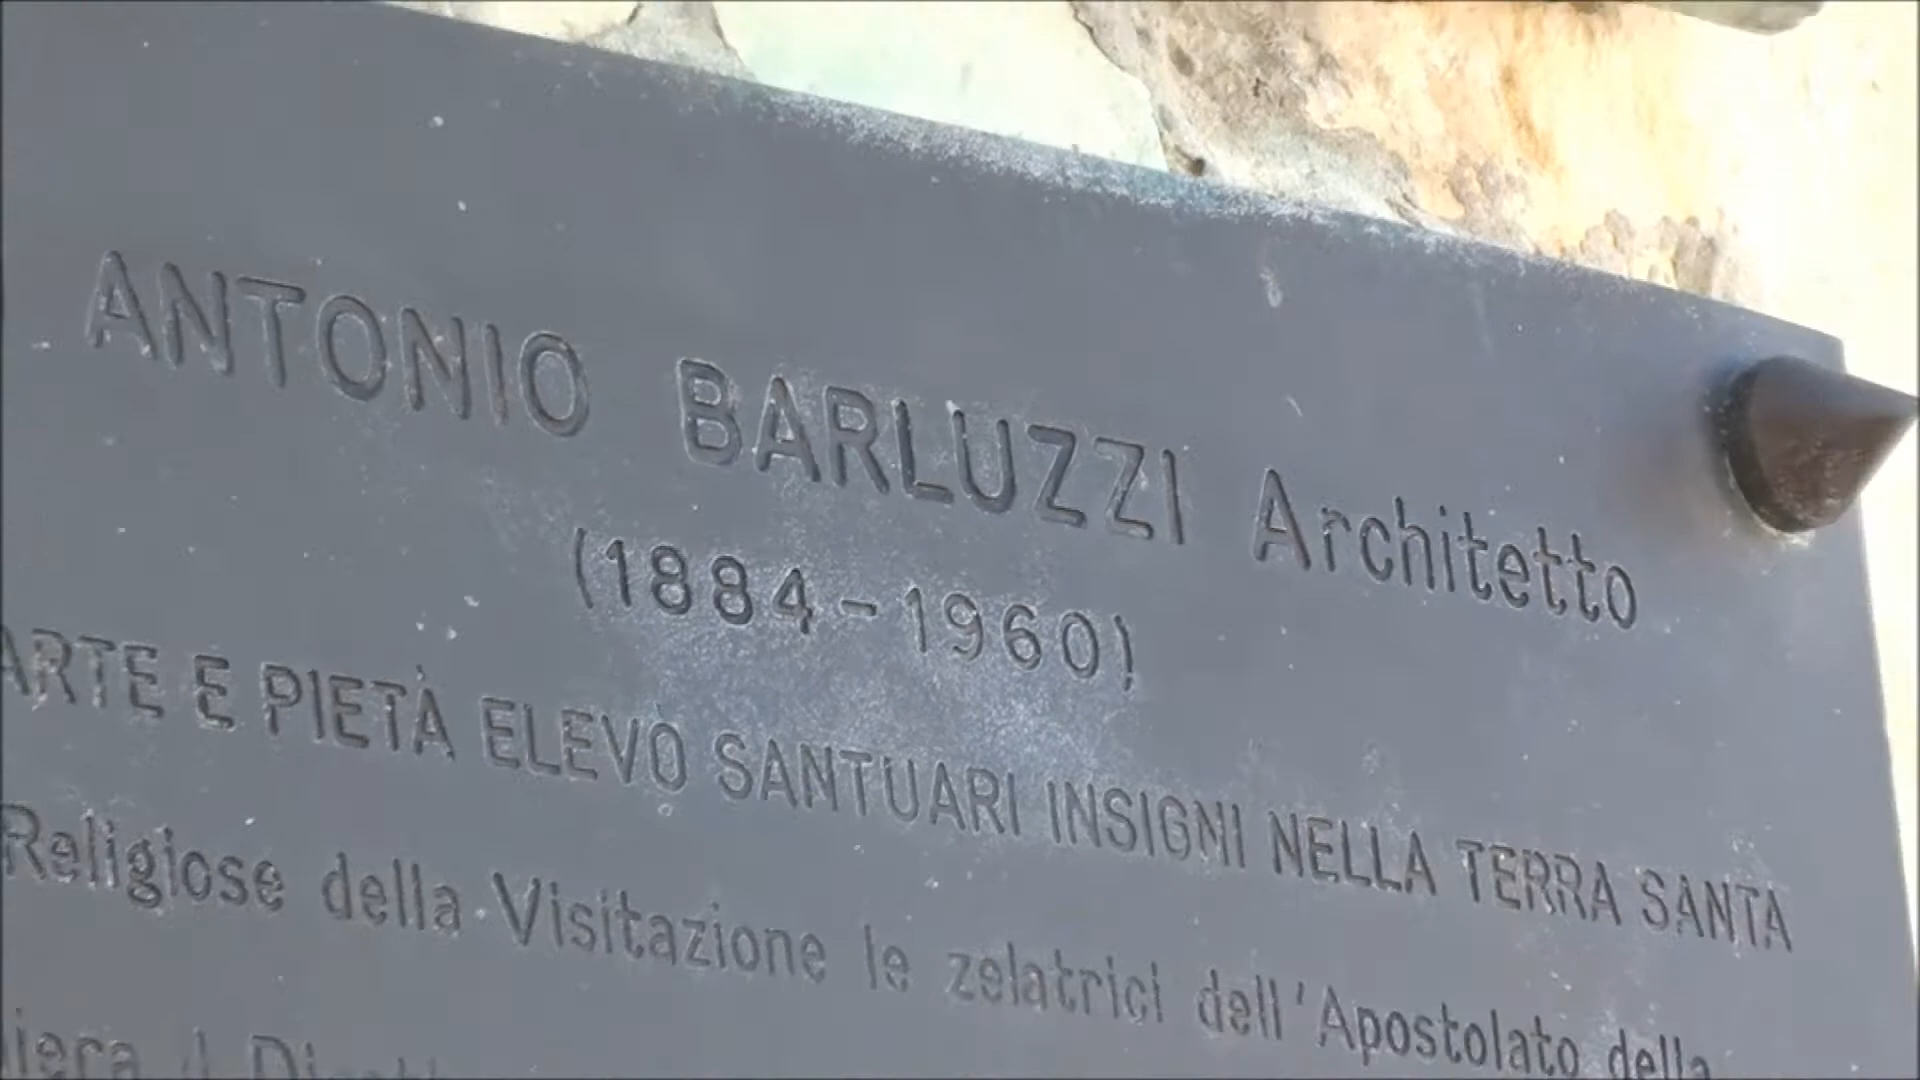 ANTONIO BARLUZZI Architetto
(1884-1960)
ARTE E PIETÀ ELEVÒ SANTUARI INSIGNI NELLA TERRA SANTA
Religiose della Visitazione le zelatrici dell'Apostolato della